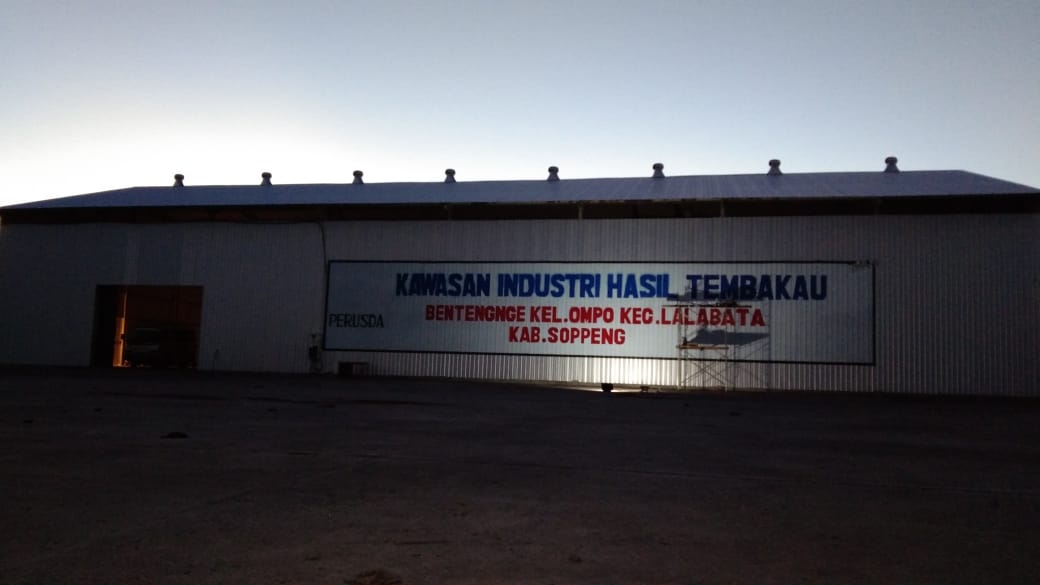 KAWASAN INDUSTRI HASIL TEMBAKAU
BENTENGNGE KEL.OMPO KEC.LALABATA
KAB.SOPPENG
PERUSDA